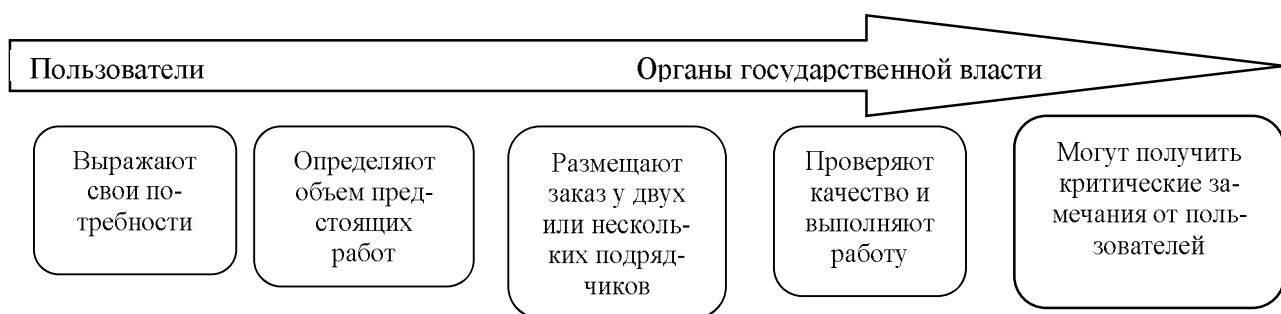 Пользователи Органы государственной власти
Выражают
свои по-
требности
Определяют
объем пред-
стоящих
работ
Размещают
заказ у двух
или несколь-
ких подряд-
чиков
Проверяют
качество и
выполняют
работу
Могут получить
критические за-
мечания от поль-
зователей